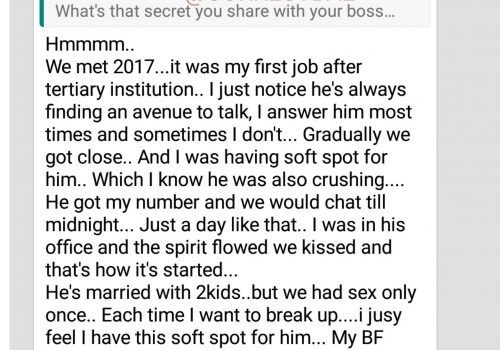 What's that secret you share with your boss...
Hmmmm..
We met 2017...it was my first job after
tertiary institution.. I just notice he's always
finding an avenue to talk, I answer him most
times and sometimes I don't... Gradually we
got close.. And I was having soft spot for
him.. Which I know he was also crushing....
He got my number and we would chat till
midnight... Just a day like that.. I was in his
office and the spirit flowed we kissed and
that's how it's started...
He's married with 2kids..but we had sex only
once.. Each time I want to break up....i jusy
feel I have this soft spot for him... My BF